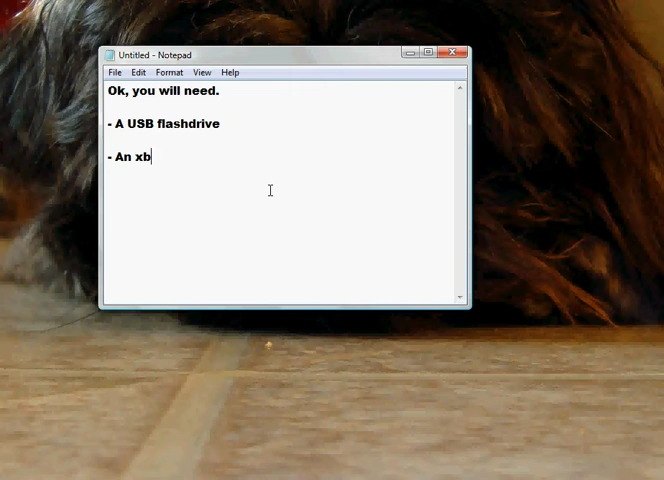 Untitled - Notepad
File Edit Format View Help
Ok, you will need.
- A USB flashdrive
- An xb